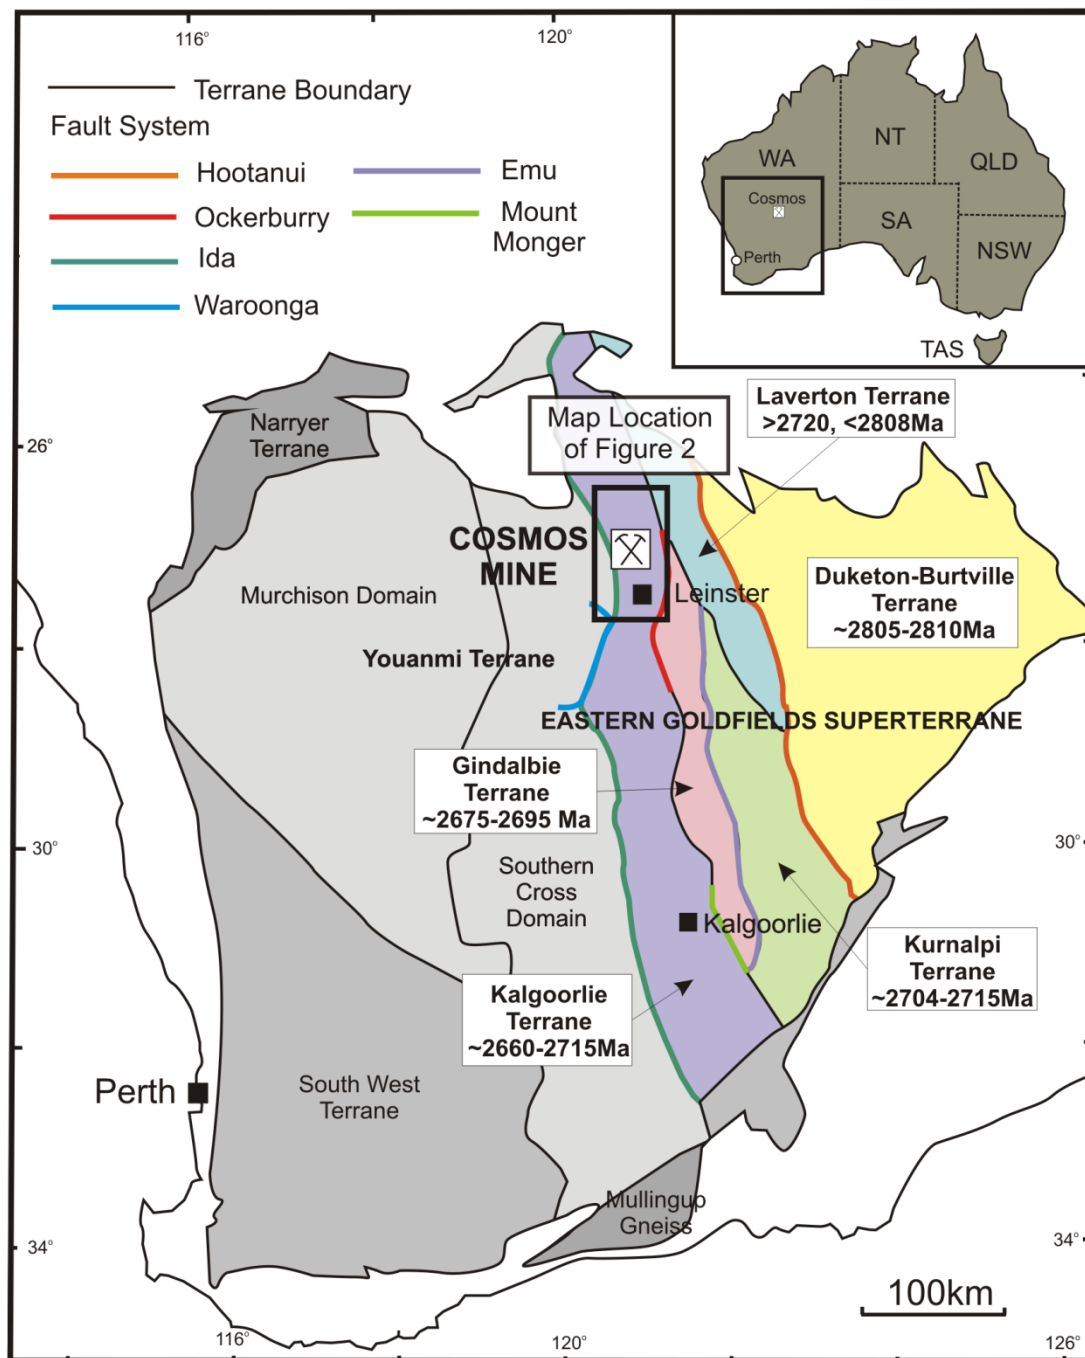 116°
120°
Terrane Boundary
Fault System
Hootanui
Ockerburry
Ida
Waroonga
Emu
Mount
Monger
WA
NT
QLD
Cosmos
SA
NSW
Perth
TAS
Narryer
Terrane
26°
Map Location
of Figure 2
Laverton Terrane
>2720, <2808Ma
COSMOS
MINE
Leinster
Murchison Domain
Duketon-Burtville
Terrane
~2805-2810Ma
Youanmi Terrane
EASTERN GOLDFIELDS SUPERTERRANE
Gindalbie
Terrane
~2675-2695 Ma
30°
30°
Southern
Cross
Domain
Kalgoorlie
Kurnalpi
Terrane
~2704-2715Ma
Kalgoorlie
Terrane
~2660-2715Ma
Perth
South West
Terrane
Mullingup
Gneiss
34°
34°
100km
116°
120°
126°